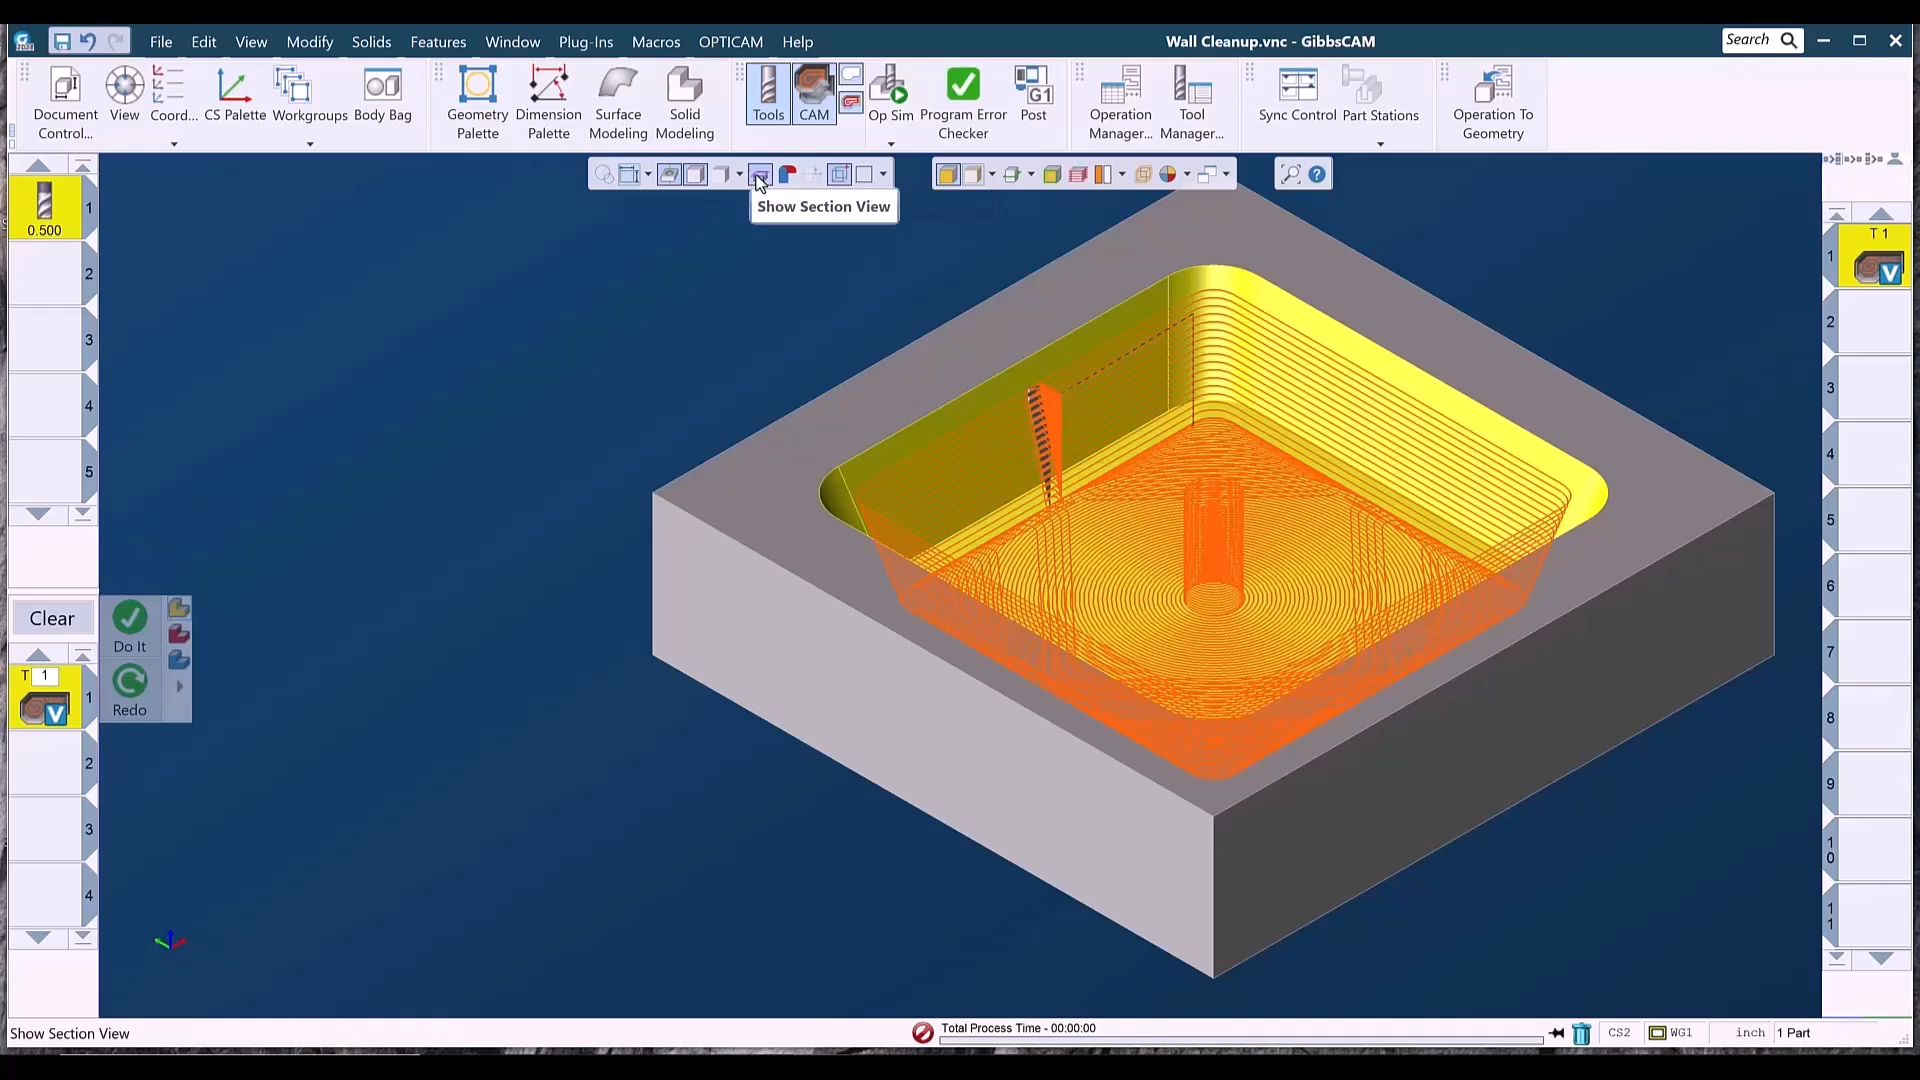 File Edit View Modify Solids Features Window Plug-Ins Macros OPTICAM Help
Wall Cleanup.vnc - GibbsCAM
Search
Document Control...
View
Coord...
CS Palette
Workgroups
Body Bag
Geometry Palette
Dimension Palette
Surface Modeling
Solid Modeling
Tools
CAM
Op Sim
Program Error Checker
G1
Post
Operation Manager...
Tool Manager...
Sync Control
Part Stations
Operation To Geometry
Show Section View
0.500
1
2
3
4
5
Clear
Do It
Redo
T 1
V
1
2
3
4
T 1
V
1
2
3
4
5
6
7
8
9
10
11
Show Section View
Total Process Time - 00:00:00
CS2
WG1
inch
1 Part